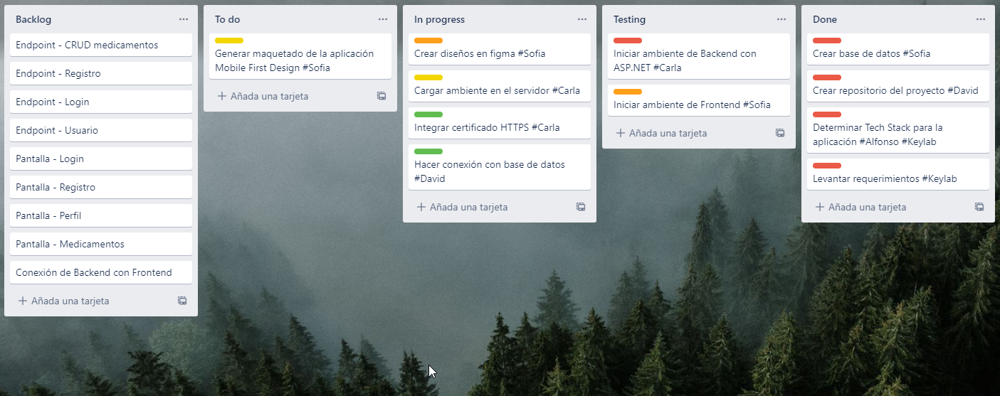 Backlog
Endpoint - CRUD medicamentos
Endpoint - Registro
Endpoint - Login
Endpoint - Usuario
Pantalla - Login
Pantalla - Registro
Pantalla - Perfil
Pantalla - Medicamentos
Conexión de Backend con Frontend
Añada una tarjeta
To do
Generar maquetado de la aplicación
Mobile First Design #Sofia
Añada una tarjeta
In progress
Crear diseños en figma #Sofia
Cargar ambiente en el servidor #Carla
Integrar certificado HTTPS #Carla
Hacer conexión con base de datos
#David
Añada una tarjeta
Testing
Iniciar ambiente de Backend con
ASP.NET #Carla
Iniciar ambiente de Frontend #Sofia
Añada una tarjeta
Done
Crear base de datos #Sofia
Crear repositorio del proyecto #David
Determinar Tech Stack para la
aplicación #Alfonso #Keylab
Levantar requerimientos #Keylab
Añada una tarjeta